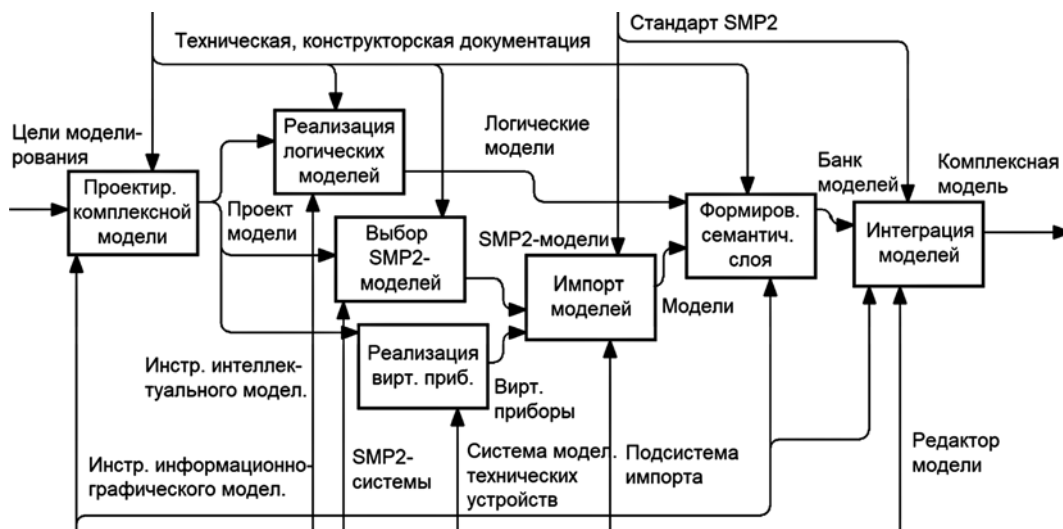 Стандарт SMP2
Техническая, конструкторская документация
Цели модели-
рования
Реализация
логических
моделей
Логические
модели
Банк
моделей
Комплексная
модель
Проектир.
комплексной
модели
Проект
модели
Выбор
SMP2-
моделей
SMP2-модели
Формиров.
семантич.
слоя
Интеграция
моделей
Импорт
моделей
Модели
Реализация
вирт. приб.
Вирт.
приборы
Инстр. интеллек-
туального модел.
Инстр. информационно-
графического модел.
SMP2-
системы
Система модел.
технических
устройств
Подсистема
импорта
Редактор
модели